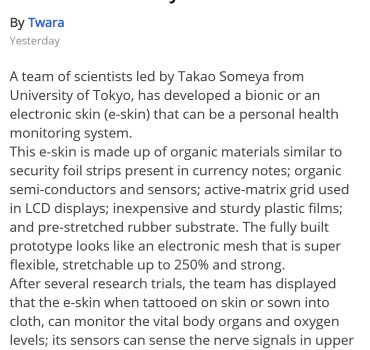 By Twara
Yesterday
A team of scientists led by Takao Someya from
University of Tokyo, has developed a bionic or an
electronic skin (e-skin) that can be a personal health
monitoring system.
This e-skin is made up of organic materials similar to
security foil strips present in currency notes; organic
semi-conductors and sensors; active-matrix grid used
in LCD displays; inexpensive and sturdy plastic films;
and pre-stretched rubber substrate. The fully built
prototype looks like an electronic mesh that is super
flexible, stretchable up to 250% and strong.
After several research trials, the team has displayed
that the e-skin when tattooed on skin or sown into
cloth, can monitor the vital body organs and oxygen
levels; its sensors can sense the nerve signals in upper